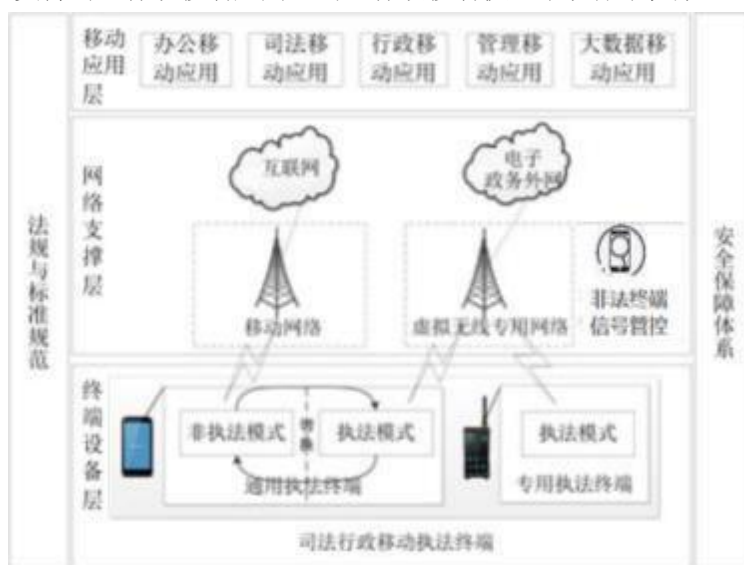 移动
应用
层
办公移
动应用
司法移
动应用
行政移
动应用
管理移
动应用
大数据移
动应用
法规与标准规范
网络支撑层
互联网
电子
政务外网
移动网络
虚拟无线专用网络
非法终端
信号管控
安全保障体系
终端设备层
非执法模式
执法模式
通用执法终端
执法模式
专用执法终端
司法行政移动执法终端